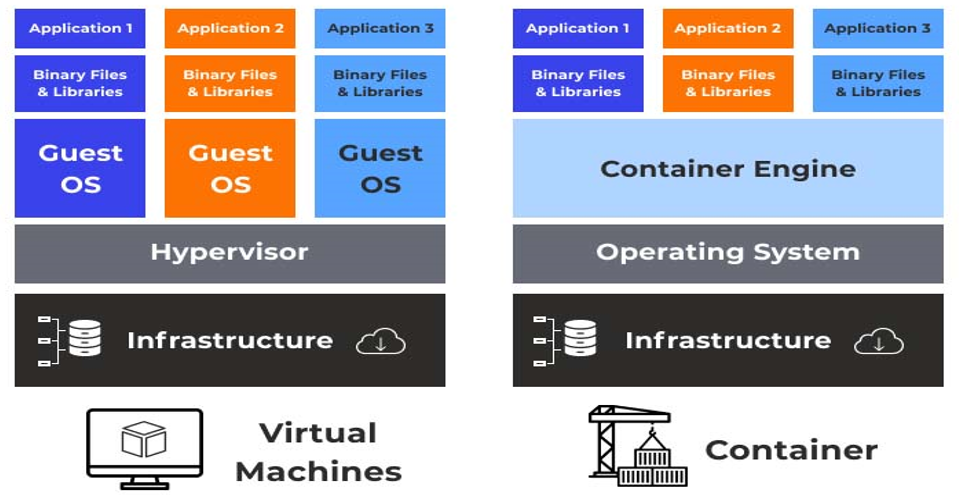 Application 1
Application 2
Application 3
Binary Files
& Libraries
Binary Files
& Libraries
Binary Files
& Libraries
Guest
OS
Guest
OS
Guest
OS
Hypervisor
Infrastructure
Virtual
Machines
Application 1
Application 2
Application 3
Binary Files
& Libraries
Binary Files
& Libraries
Binary Files
& Libraries
Container Engine
Operating System
Infrastructure
Container